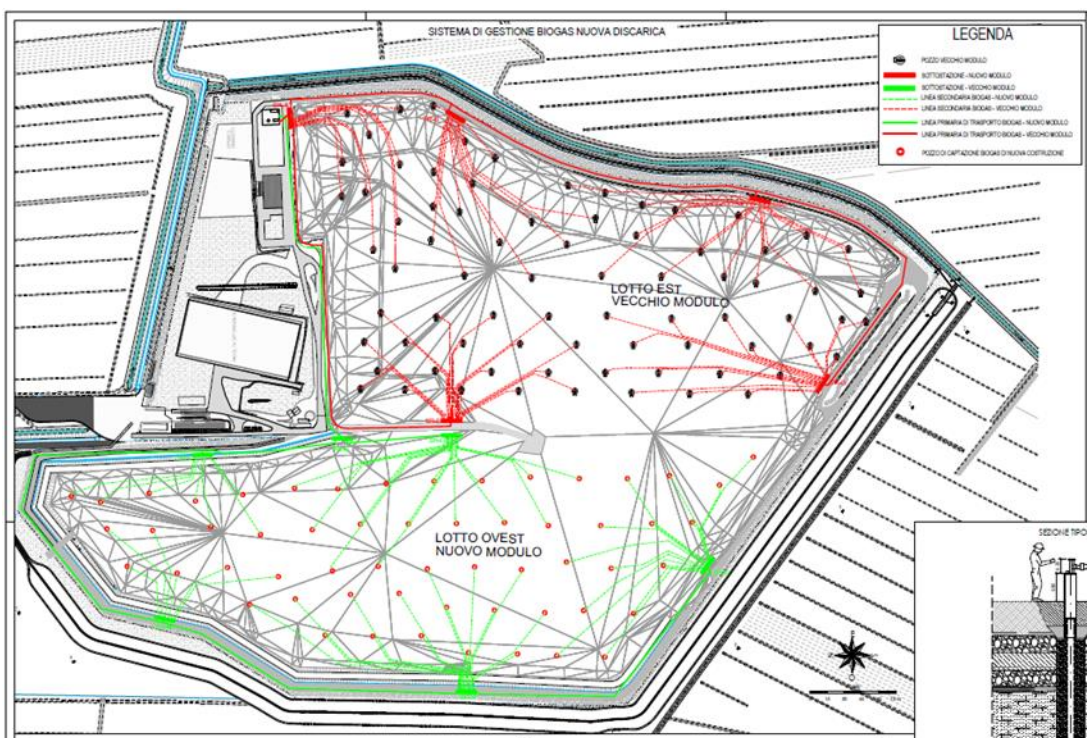 SISTEMA DI GESTIONE BIOGAS NUOVA DISCARICA
LEGENDA
POZZO VECCHIO MODULO
SOTTOSTAZIONE - NUOVO MODULO
SOTTOSTAZIONE - VECCHIO MODULO
LINEA SECONDARIA BIOGAS - NUOVO MODULO
LINEA SECONDARIA BIOGAS - VECCHIO MODULO
LINEA PRIMARIA DI TRASPORTO BIOGAS - NUOVO MODULO
LINEA PRIMARIA DI TRASPORTO BIOGAS - VECCHIO MODULO
POZZO DI CAPTAZIONE BIOGAS DI NUOVA COSTRUZIONE
LOTTO EST
VECCHIO MODULO
LOTTO OVEST
NUOVO MODULO
SEZIONE TIPO